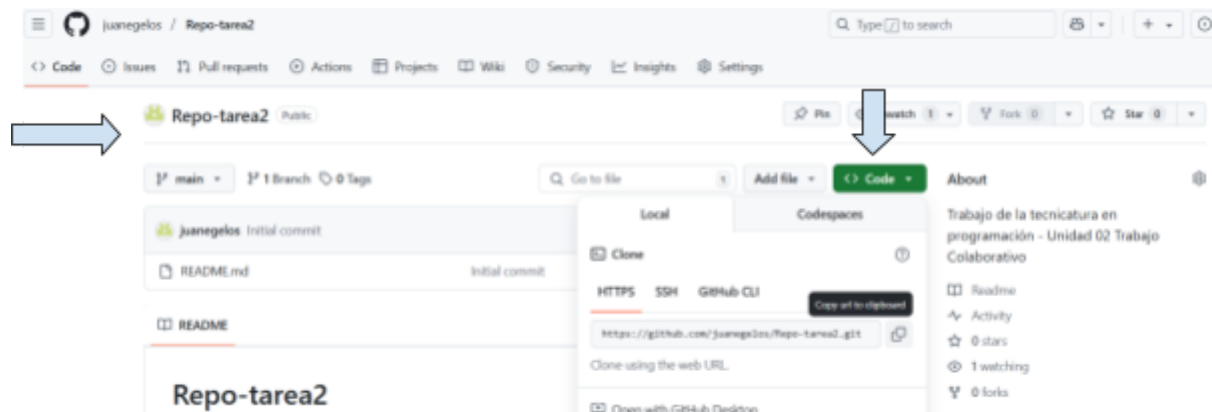 juanegelos / Repo-tarea2
Type / to search
Code Issues Pull requests Actions Projects Wiki Security Insights Settings
Repo-tarea2 Public
Pin watch 1 Fork 0 Star 0
main 1 Branch 0 Tags Go to file Add file Code
About
Local Codespaces
Trabajo de la tecnicatura en
programación - Unidad 02 Trabajo
Colaborativo
juanegelos Initial commit
Clone
README.md Initial commit
HTTPS SSH GitHub CLI
Copy url to clipboard
https://github.com/juanegelos/Repo-tarea2.git
Clone using the web URL.
Readme
Activity
0 stars
1 watching
0 forks
README
Repo-tarea2
Open with GitHub Desktop